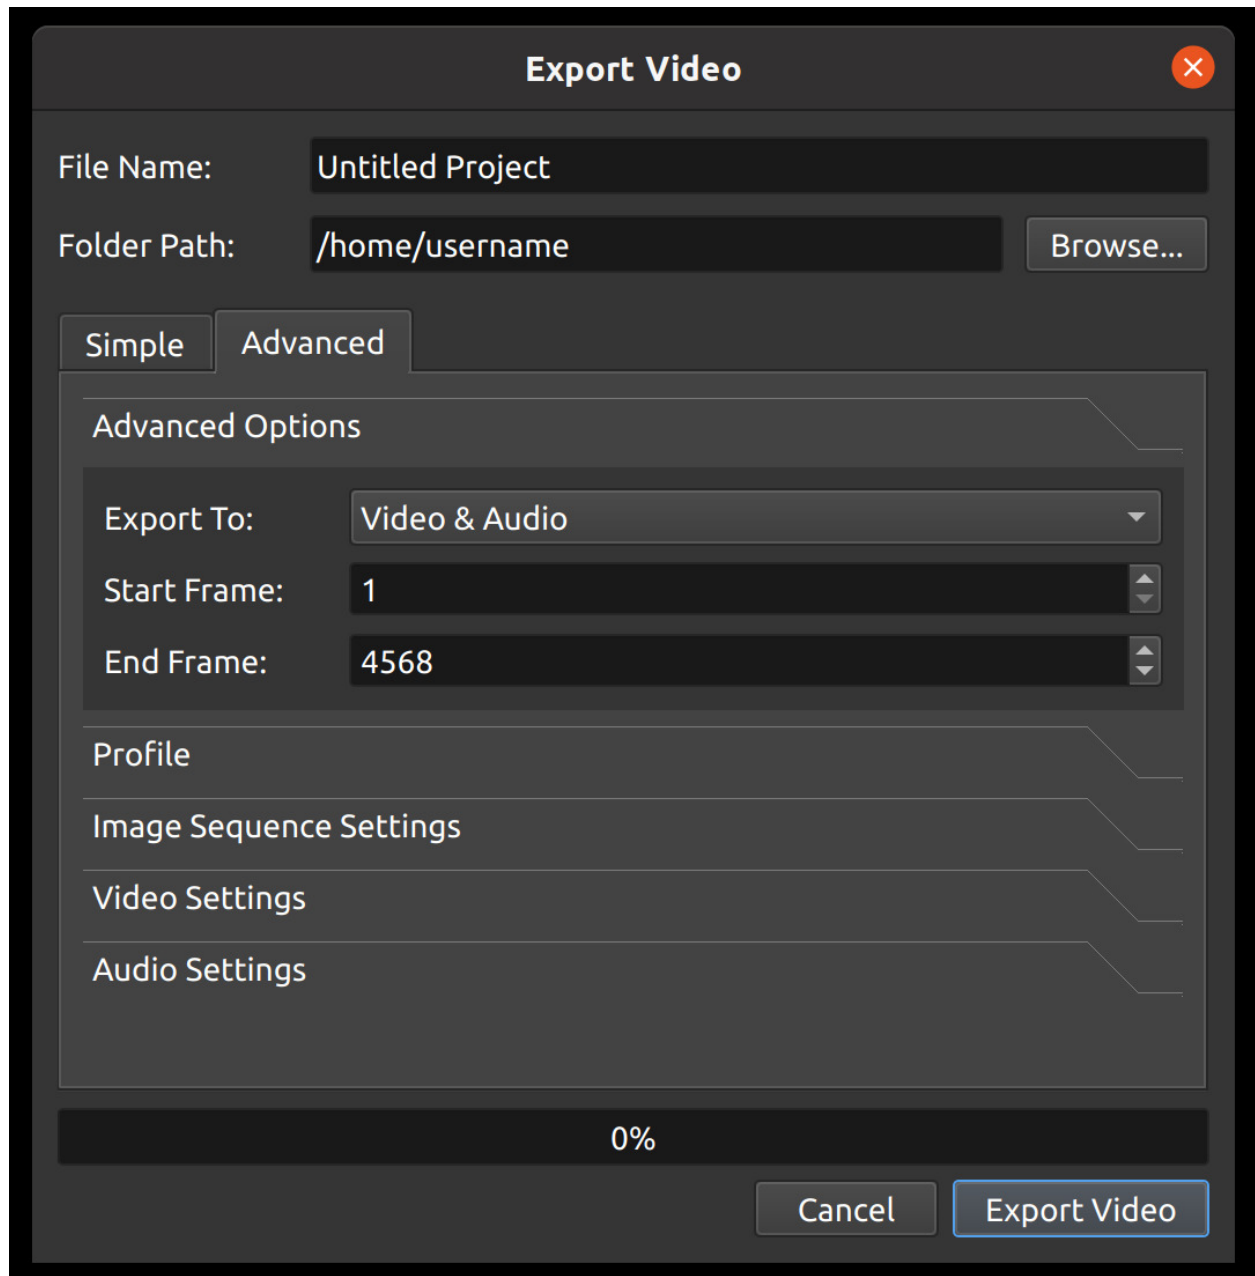 Export Video
File Name: Untitled Project
Folder Path: /home/username Browse...
Simple Advanced
Advanced Options
Export To: Video & Audio
Start Frame: 1
End Frame: 4568
Profile
Image Sequence Settings
Video Settings
Audio Settings
0%
Cancel Export Video